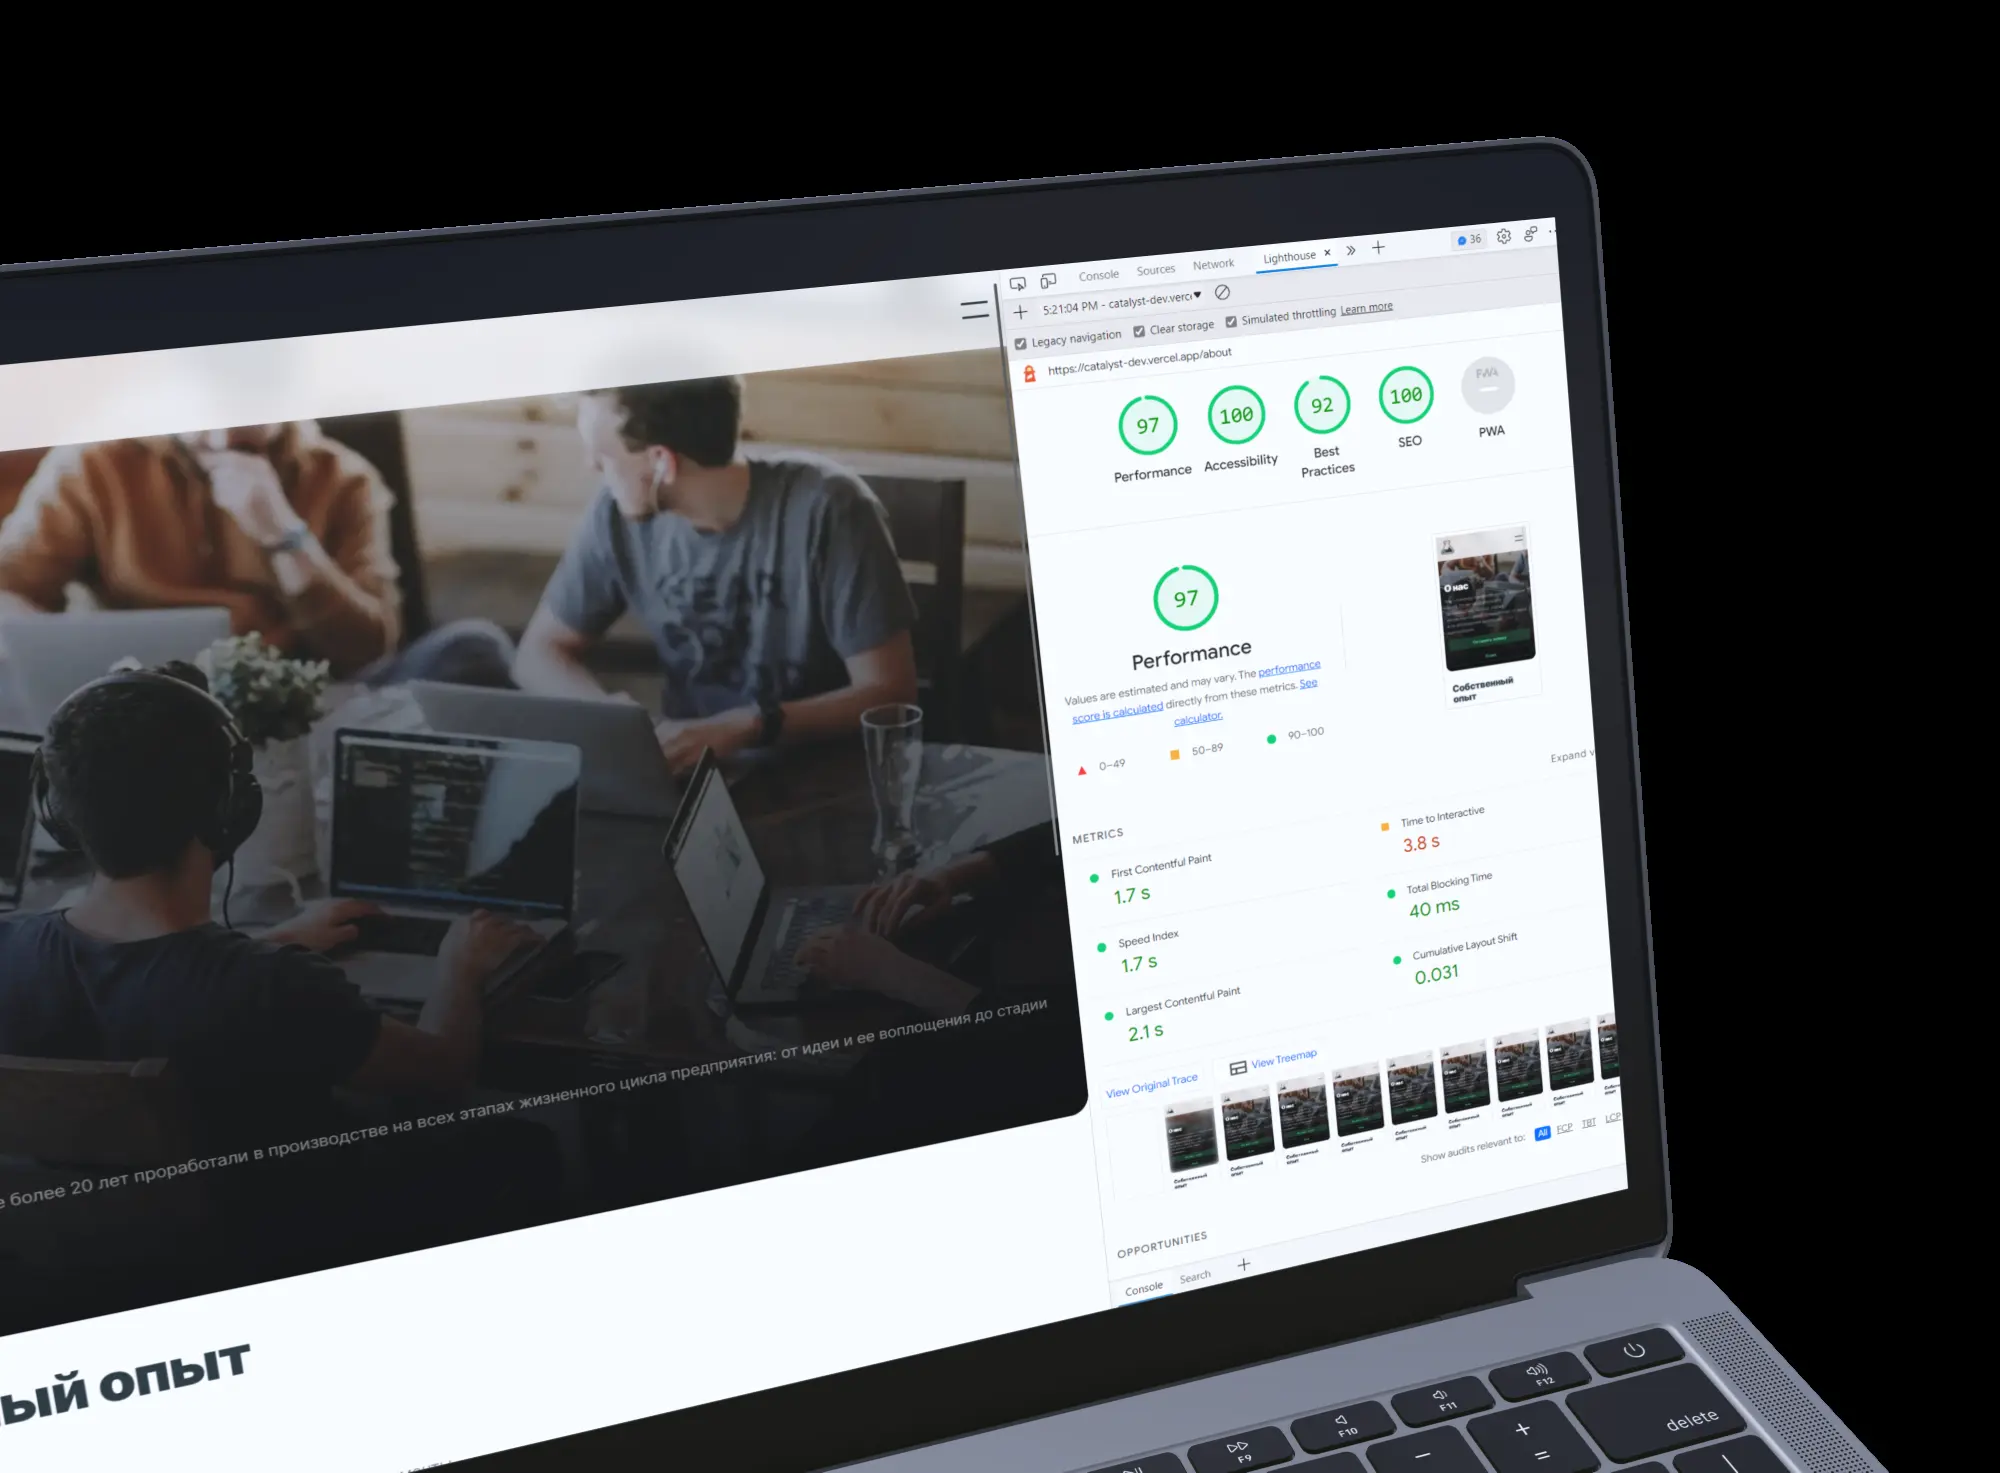 Console Sources Network Lighthouse × » +
36
5:21:04 PM - catalyst-dev.verc
Legacy navigation Clear storage Simulated throttling Learn more
https://catalyst-dev.vercel.app/about
97 100 92 100 PWA
Performance Accessibility Best Practices SEO PWA
97
Performance
Values are estimated and may vary. The performance
score is calculated directly from these metrics. See
calculator.
0–49 50–89 90–100
О нас
Собственный
опыт
Expand v
METRICS
First Contentful Paint
1.7 s
Time to Interactive
3.8 s
Speed Index
1.7 s
Total Blocking Time
40 ms
Largest Contentful Paint
2.1 s
Cumulative Layout Shift
0.031
View Original Trace View Treemap
Show audits relevant to: All FCP TBT LCP
OPPORTUNITIES
Console Search +
GEAR
е более 20 лет проработали в производстве на всех этапах жизненного цикла предприятия: от идеи и ее воплощения до стадии
ый опыт
F9 F10 F11 F12
− + =
delete